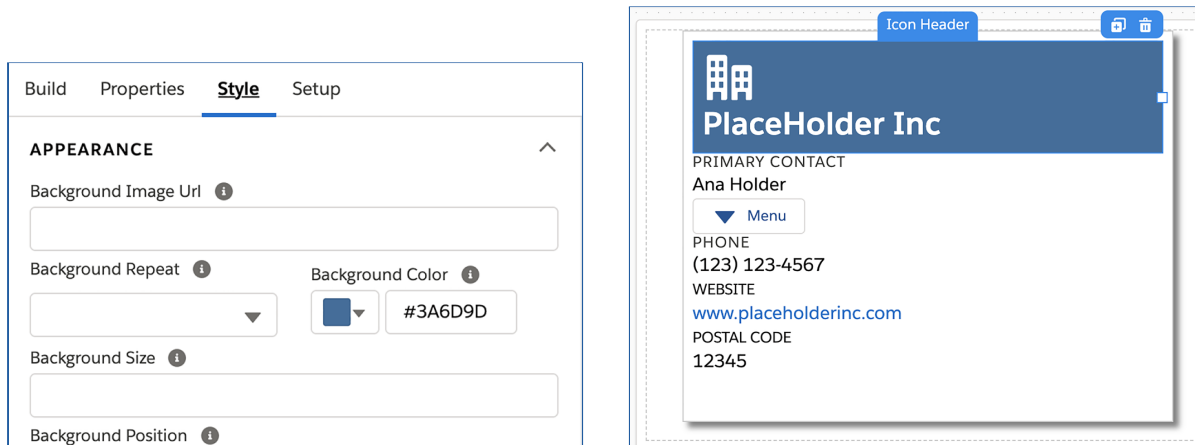 Build Properties Style Setup
APPEARANCE
Background Image Url
Background Repeat
Background Color
#3A6D9D
Background Size
Background Position
Icon Header
PlaceHolder Inc
PRIMARY CONTACT
Ana Holder
Menu
PHONE
(123) 123-4567
WEBSITE
www.placeholderinc.com
POSTAL CODE
12345